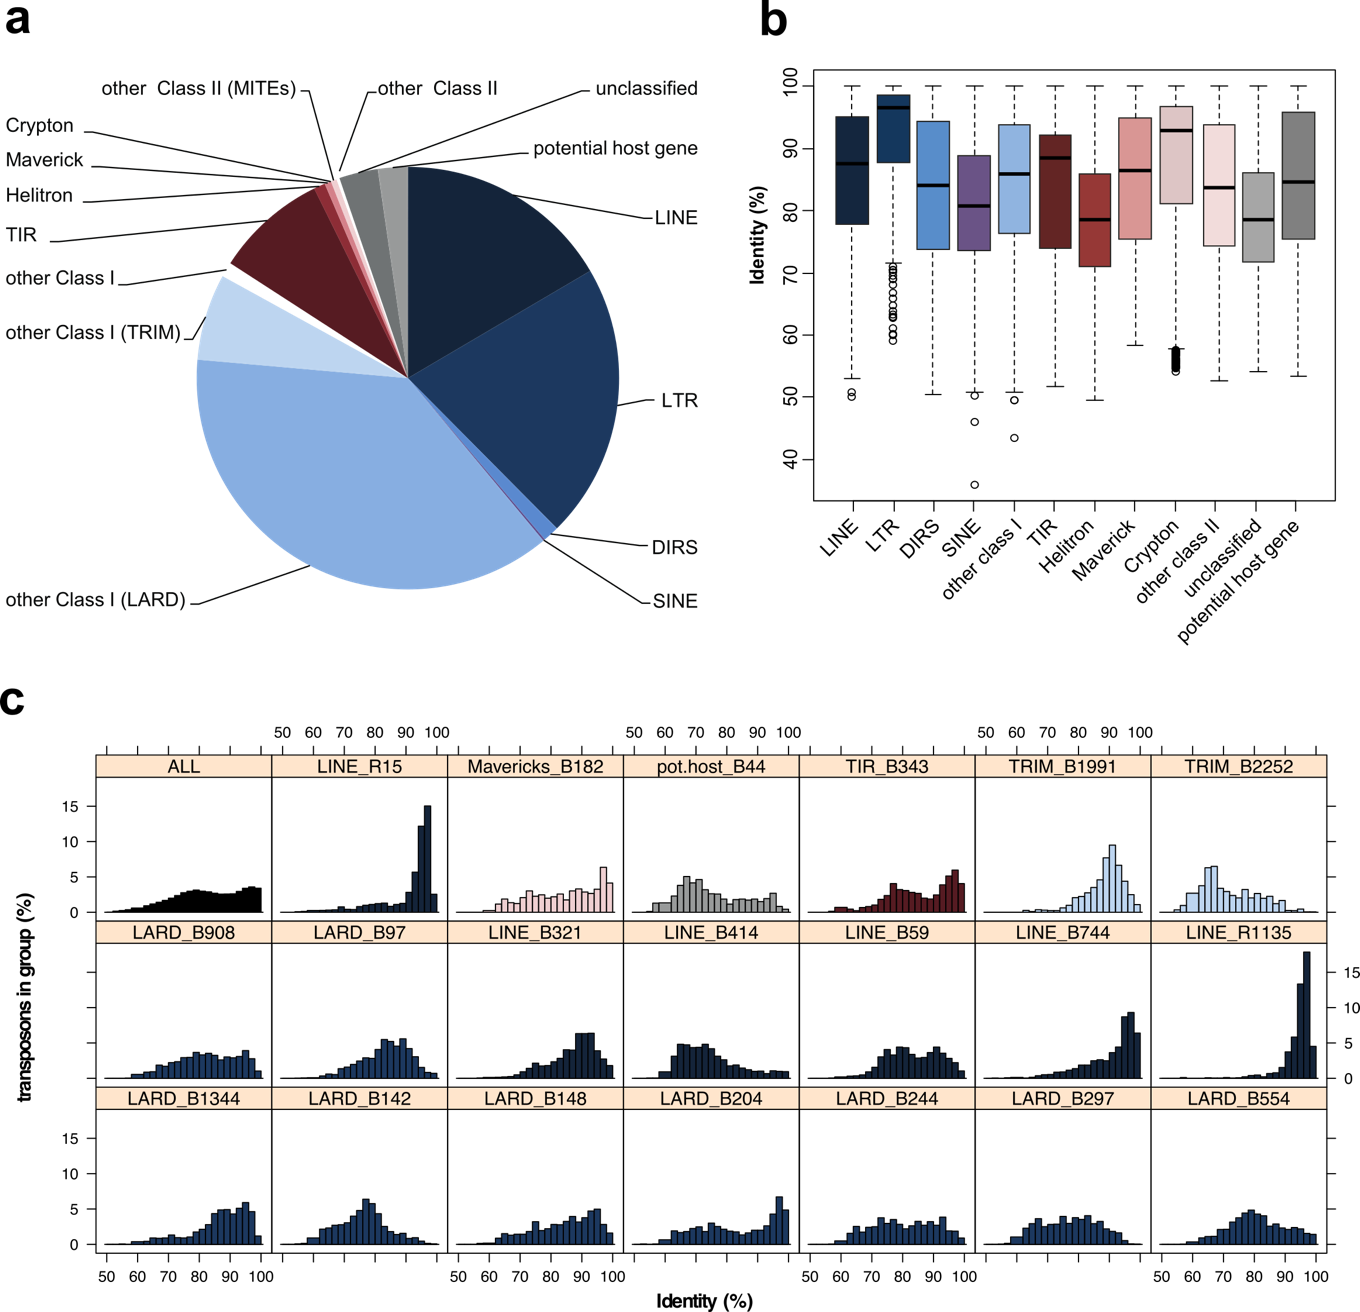 a
other Class II (MITEs)
other Class II
unclassified
Crypton
potential host gene
Maverick
Helitron
LINE
TIR
other Class I
other Class I (TRIM)
LTR
DIRS
other Class I (LARD)
SINE
b
Identity (%)
100
90
80
70
60
50
40
LINE
LTR
DIRS
SINE
other class I
TIR
Helitron
Maverick
Crypton
other class II
unclassified
potential host gene
c
50 60 70 80 90 100 50 60 70 80 90 100 50 60 70 80 90 100
ALL LINE_R15 Mavericks_B182 pot.host_B44 TIR_B343 TRIM_B1991 TRIM_B2252
15
10
5
0
LARD_B908 LARD_B97 LINE_B321 LINE_B414 LINE_B59 LINE_B744 LINE_R1135
15
10
5
0
LARD_B1344 LARD_B142 LARD_B148 LARD_B204 LARD_B244 LARD_B297 LARD_B554
15
10
5
0
50 60 70 80 90 100 50 60 70 80 90 100 50 60 70 80 90 100 50 60 70 80 90 100
transposons in group (%)
Identity (%)